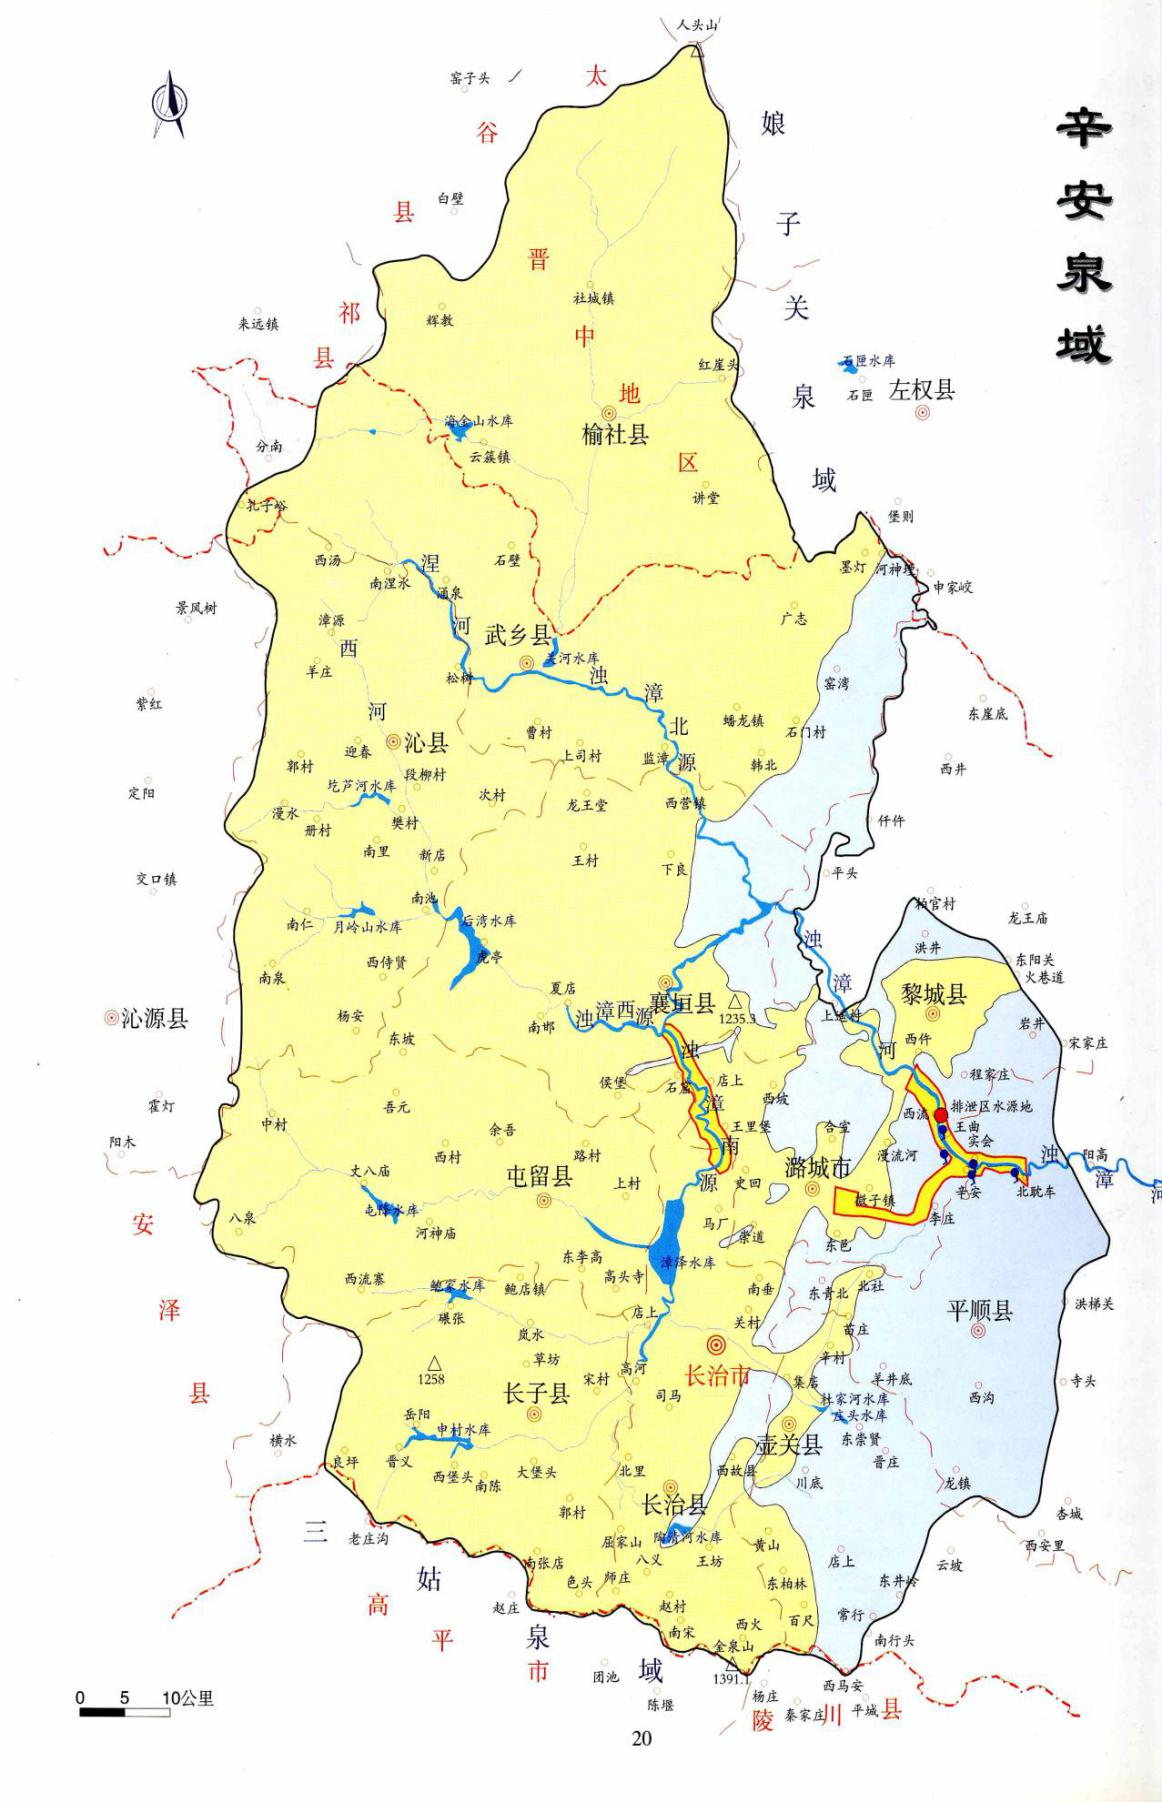 辛安泉域
人头山
窑子头
太谷县
娘子关泉域
白壁
晋中地区
社城镇
辉教
祁县
来远镇
红崖头
石匣水库
石匣
左权县
榆社县
海金山水库
云簇镇
分南
讲堂
孔子峪
堡则
西汤
涅河
石壁
墨灯
河神堙
申家峧
南涅水
涌泉
景风树
漳源
广志
武乡县
西河
关河水库
羊庄
松树
浊漳北源
窑湾
紫红
蟠龙镇
东崖底
石门村
曹村
沁县
迎春
上司村
监漳
郭村
韩北
西井
段柳村
圪芦河水库
定阳
次村
龙王堂
西营镇
漫水
册村
樊村
仟仵
南里
新店
王村
下良
平头
交口镇
南池
柏官村
龙王庙
南仁
月岭山水库
后湾水库
浊漳河
洪井
虎亭
西侍贤
东阳关
火巷道
南泉
夏店
黎城县
襄垣县
1235.3
沁源县
杨安
南邯
浊漳西源
岩井
东坡
西仵
宋家庄
浊漳南源
侯堡
石窑
店上
程家庄
霍灯
吾元
西坡
西流
排泄区水源地
中村
王里堡
合室
王曲
实会
阳木
余吾
漫流河
浊漳河
阳高
西村
路村
丈八庙
屯留县
上村
史回
潞城市
微子镇
辛安
北耽车
屯绛水库
八泉
河神庙
马厂
崇道
李庄
安泽县
东李高
漳泽水库
东邑
西流寨
鲍家水库
鲍店镇
高头寺
南垂
东青北
北社
碾张
店上
关村
苗庄
平顺县
洪梯关
岚水
草坊
长治市
辛村
1258
宋村
高河
集店
羊井底
寺头
长子县
司马
杜家河水库
庄头水库
西沟
岳阳
申村水库
壶关县
东崇贤
横水
良坪
晋义
西堡头
南陈
大堡头
北里
西故县
川底
晋庄
龙镇
长治县
郭村
杏城
三姑泉域
老庄沟
屈家山
陶清河水库
黄山
西安里
南张店
八义
王坊
店上
云坡
色头
师庄
东柏林
东井岭
高平市
赵庄
赵村
百尺
常行
南宋
西火
金泉山
南行头
团池
1391.1
西马安
陈堰
杨庄
平城
秦家庄
陵川县
0 5 10公里
20